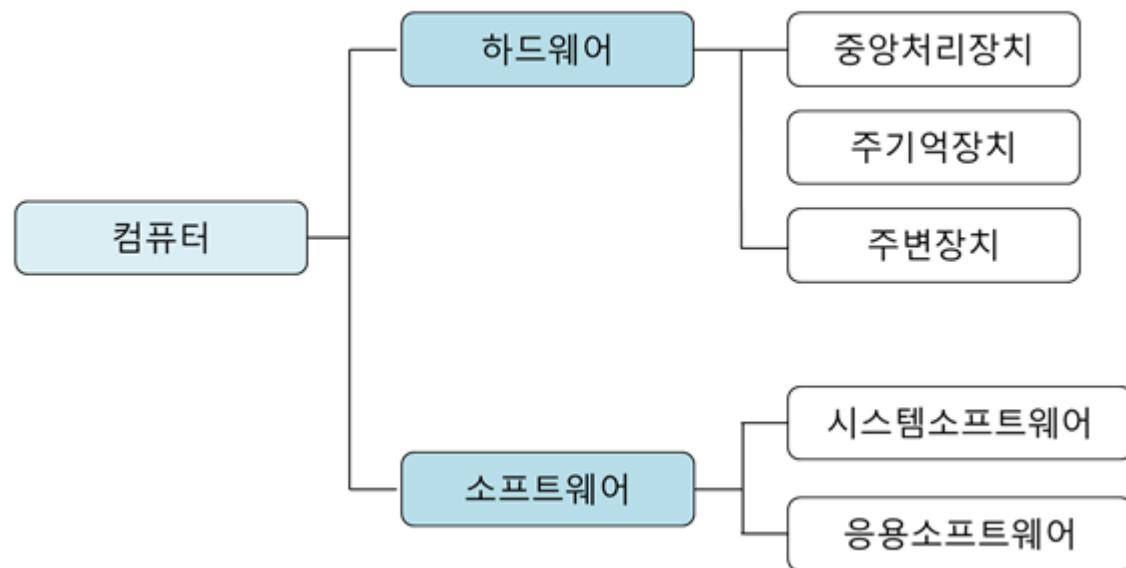 컴퓨터
하드웨어
중앙처리장치
주기억장치
주변장치
소프트웨어
시스템소프트웨어
응용소프트웨어